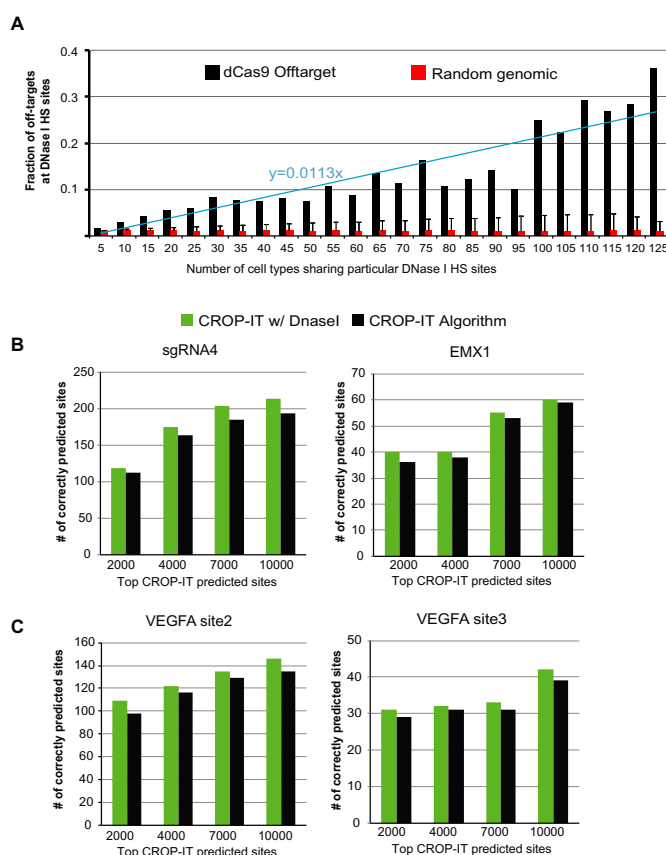 A
Fraction of off-targets
at DNase I HS sites
0.4
0.3
0.2
0.1
dCas9 Offtarget
Random genomic
y=0.0113x
5 10 15 20 25 30 35 40 45 50 55 60 65 70 75 80 85 90 95 100 105 110 115 120 125
Number of cell types sharing particular DNase I HS sites
CROP-IT w/ DnaseI
CROP-IT Algorithm
B
sgRNA4
# of correctly predicted sites
250
200
150
100
50
0
2000 4000 7000 10000
Top CROP-IT predicted sites
EMX1
# of correctly predicted sites
70
60
50
40
30
20
10
0
2000 4000 7000 10000
Top CROP-IT predicted sites
C
VEGFA site2
# of correctly predicted sites
160
140
120
100
80
60
40
20
0
2000 4000 7000 10000
Top CROP-IT predicted sites
VEGFA site3
# of correctly predicted sites
50
40
30
20
10
0
2000 4000 7000 10000
Top CROP-IT predicted sites